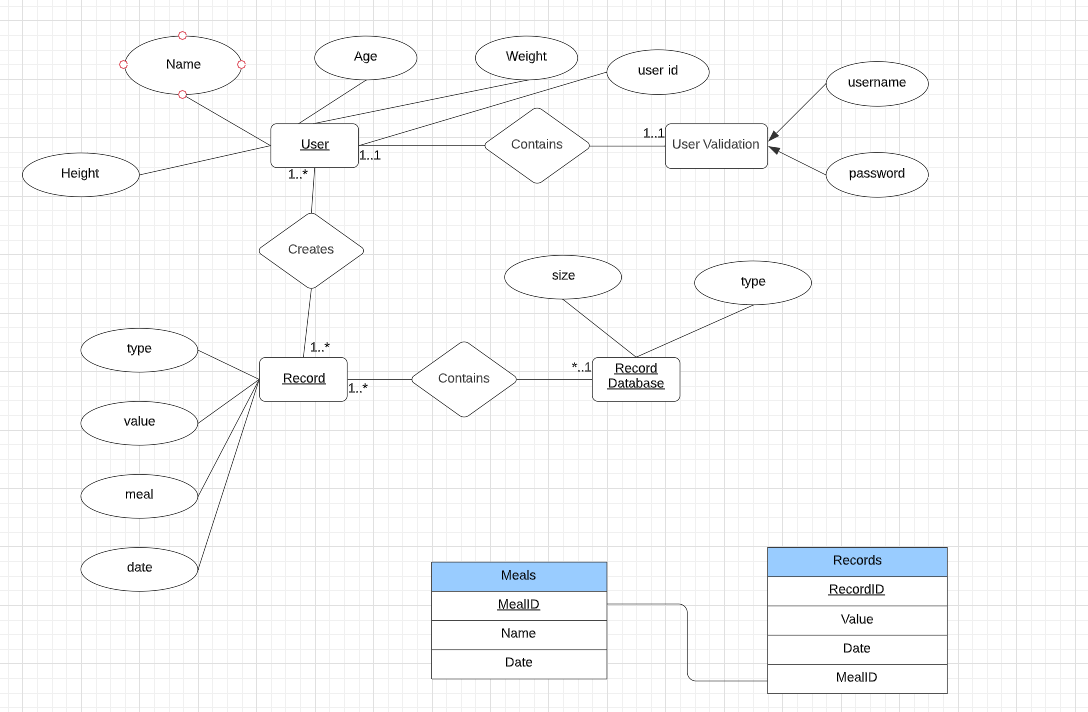 Name
Age
Weight
user id
username
User
1..1
Contains
1..1
User Validation
Height
1..*
password
Creates
size
type
type
1..*
Record
1..*
Contains
*..1
Record
Database
value
meal
date
Meals
MealID
Name
Date
Records
RecordID
Value
Date
MealID